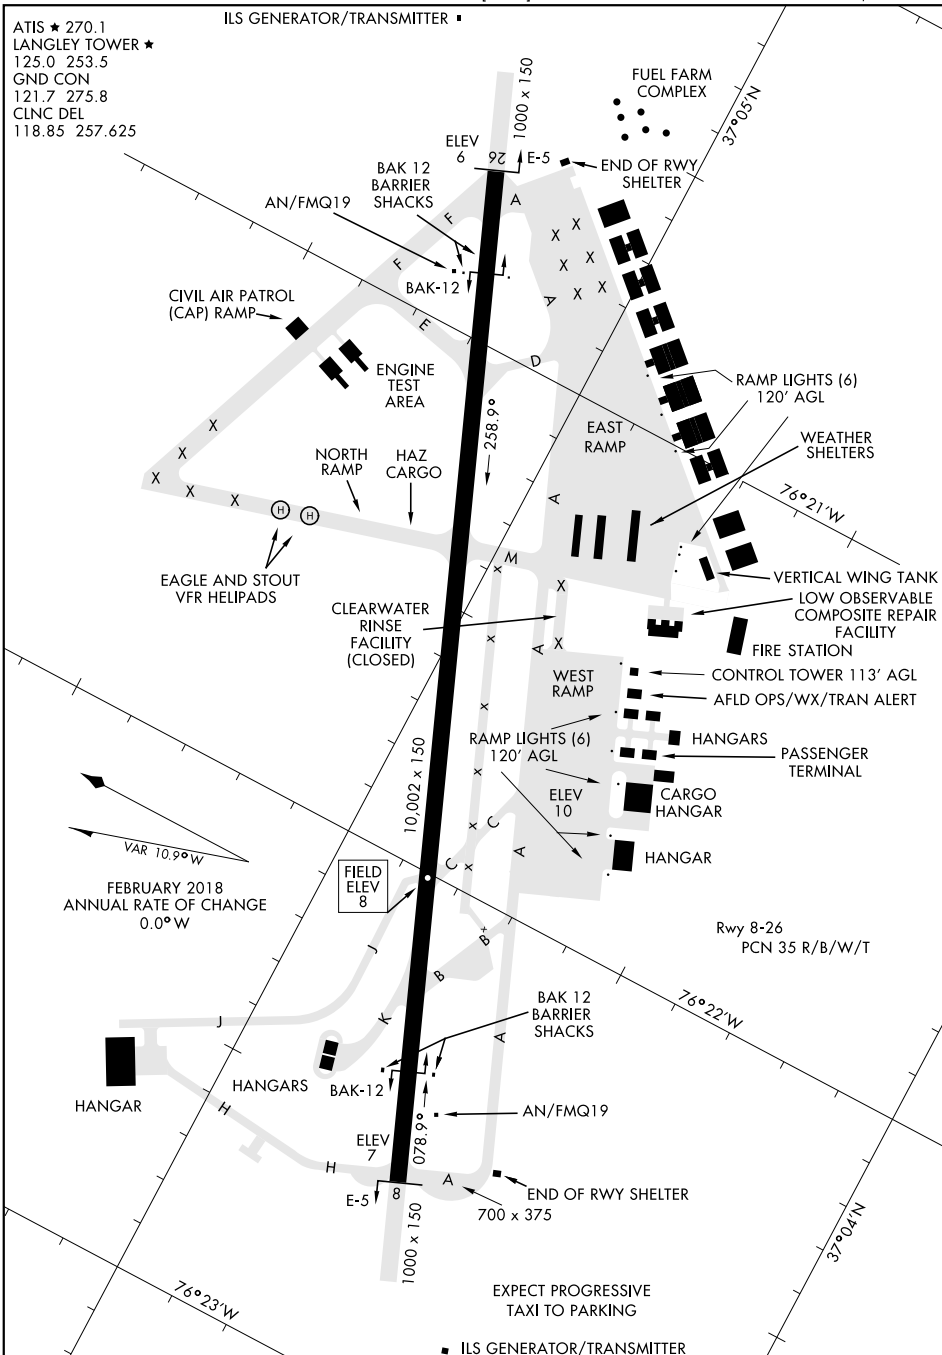 ILS GENERATOR/TRANSMITTER
ATIS ★ 270.1
LANGLEY TOWER ★
125.0 253.5
GND CON
121.7 275.8
CLNC DEL
118.85 257.625
1000 x 150
FUEL FARM
COMPLEX
37°05'N
ELEV
6
26
E-5
END OF RWY
SHELTER
BAK 12
BARRIER
SHACKS
AN/FMQ19
A
F
X
X
X
X
F
BAK-12
X
X
A
CIVIL AIR PATROL
(CAP) RAMP
E
D
ENGINE
TEST
AREA
RAMP LIGHTS (6)
120' AGL
258.9°
EAST
RAMP
WEATHER
SHELTERS
X
X
NORTH
RAMP
HAZ
CARGO
X
X
X
H
H
A
76°21'W
M
EAGLE AND STOUT
VFR HELIPADS
x
X
VERTICAL WING TANK
LOW OBSERVABLE
COMPOSITE REPAIR
FACILITY
CLEARWATER
RINSE
FACILITY
(CLOSED)
x
A
X
FIRE STATION
WEST
RAMP
CONTROL TOWER 113' AGL
AFLD OPS/WX/TRAN ALERT
x
RAMP LIGHTS (6)
120' AGL
HANGARS
PASSENGER
TERMINAL
x
10,002 x 150
ELEV
10
CARGO
HANGAR
x
C
C
x
A
HANGAR
VAR 10.9° W
FEBRUARY 2018
ANNUAL RATE OF CHANGE
0.0° W
FIELD
ELEV
8
Rwy 8-26
PCN 35 R/B/W/T
J
B
B
76°22'W
K
J
A
BAK 12
BARRIER
SHACKS
HANGAR
HANGARS
BAK-12
H
078.9°
AN/FMQ19
ELEV
7
H
A
E-5
8
END OF RWY SHELTER
700 x 375
1000 x 150
37°04'N
76°23'W
EXPECT PROGRESSIVE
TAXI TO PARKING
ILS GENERATOR/TRANSMITTER